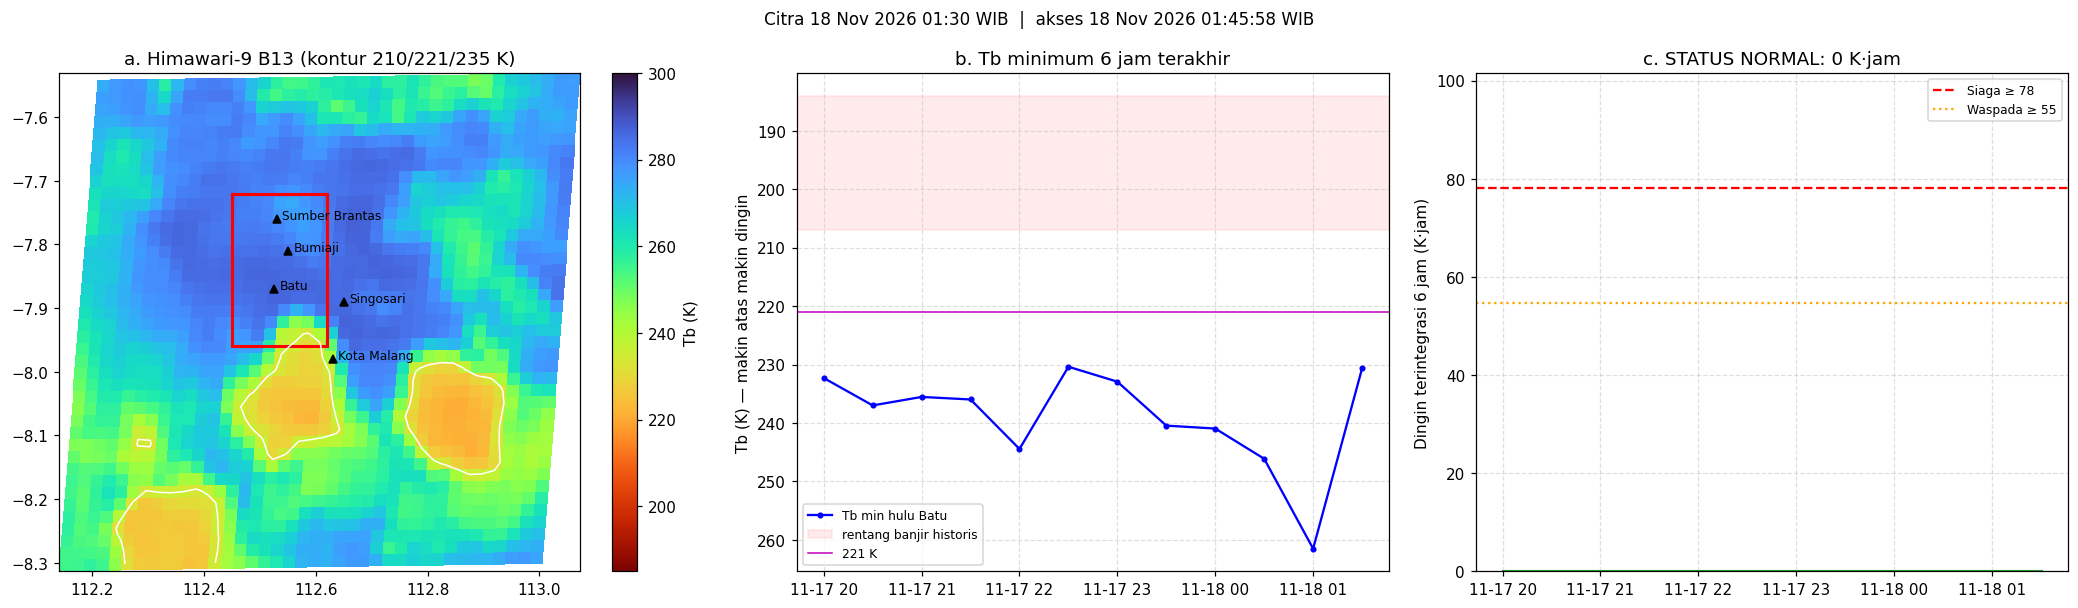 Citra 18 Nov 2026 01:30 WIB | akses 18 Nov 2026 01:45:58 WIB
a. Himawari-9 B13 (kontur 210/221/235 K)
−7.6
−7.7
−7.8
−7.9
−8.0
−8.1
−8.2
−8.3
112.2 112.4 112.6 112.8 113.0
Sumber Brantas
Bumiaji
Batu
Singosari
Kota Malang
300
280
260
240
220
200
Tb (K)
b. Tb minimum 6 jam terakhir
Tb (K) — makin atas makin dingin
190
200
210
220
230
240
250
260
Tb min hulu Batu
rentang banjir historis
221 K
11-17 20 11-17 21 11-17 22 11-17 23 11-18 00 11-18 01
c. STATUS NORMAL: 0 K·jam
Dingin terintegrasi 6 jam (K·jam)
100
80
60
40
20
0
Siaga ≥ 78
Waspada ≥ 55
11-17 20 11-17 21 11-17 22 11-17 23 11-18 00 11-18 01